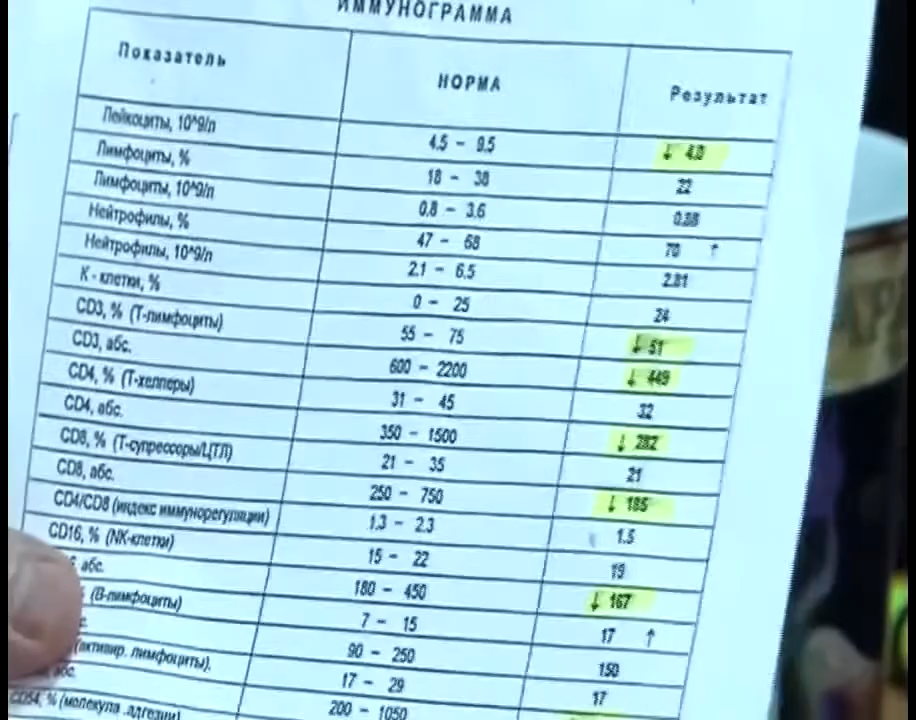 ИММУНОГРАММА
Показатель НОРМА Результат
Лейкоциты, 10^9/л 4.5 - 9.5 ↓ 4.0
Лимфоциты, % 18 - 38 22
Лимфоциты, 10^9/л 0.8 - 3.6 0.88
Нейтрофилы, % 47 - 68 70 ↑
Нейтрофилы, 10^9/л 2.1 - 6.5 2.81
К - клетки, % 0 - 25 24
CD3, % (Т-лимфоциты) 55 - 75 ↓ 51
CD3, абс. 600 - 2200 ↓ 449
CD4, % (Т-хелперы) 31 - 45 32
CD4, абс. 350 - 1500 ↓ 282
CD8, % (Т-супрессоры/ЦТЛ) 21 - 35 21
CD8, абс. 250 - 750 ↓ 185
CD4/CD8 (индекс иммунорегуляции) 1.3 - 2.3 1.5
CD16, % (NK-клетки) 15 - 22 19
абс. 180 - 450 ↓ 167
(В-лимфоциты) 7 - 15 17 ↑
90 - 250 150
(активир. лимфоциты), 17 - 29 17
абс. 200 - 1050
CD54, % (молекула адгезии)